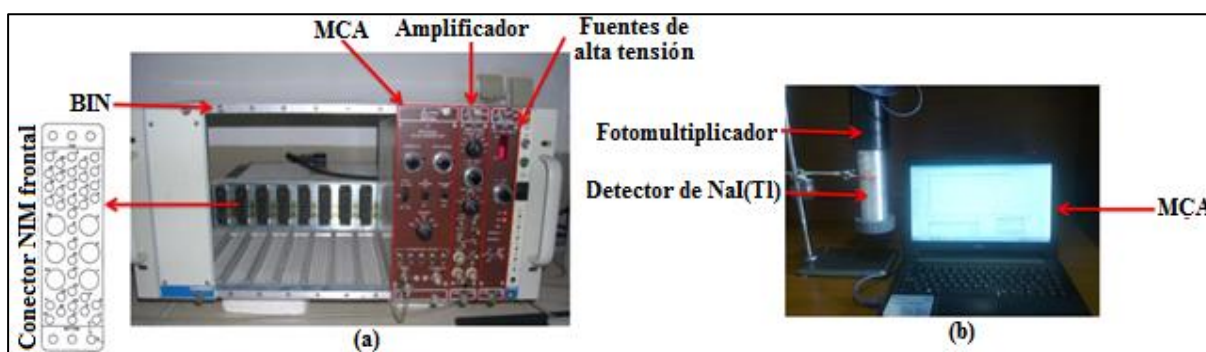 MCA
Amplificador
Fuentes de
alta tensión
BIN
Conector NIM frontal
(a)
Fotomultiplicador
Detector de NaI(Tl)
MCA
(b)